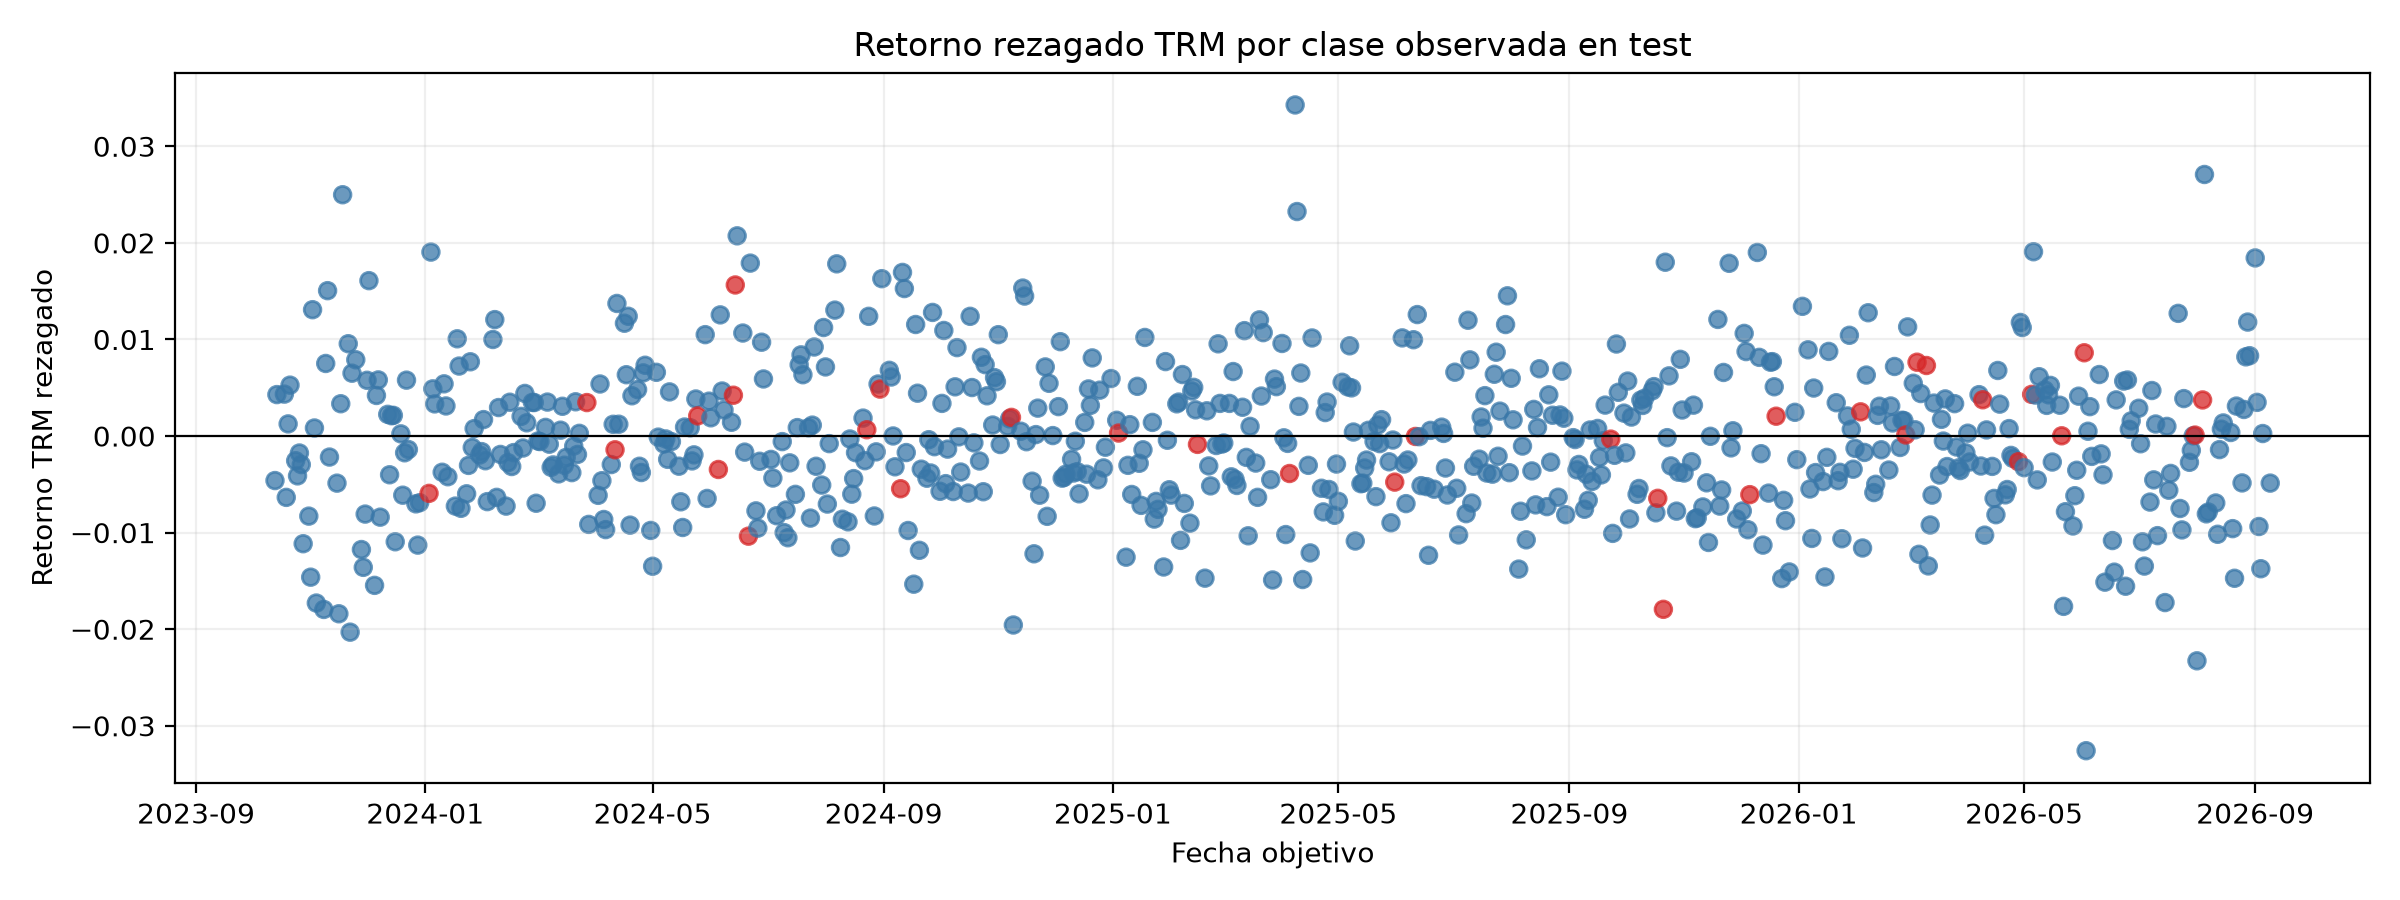 Retorno rezagado TRM por clase observada en test
Retorno TRM rezagado
0.03
0.02
0.01
0.00
−0.01
−0.02
−0.03
2023-09 2024-01 2024-05 2024-09 2025-01 2025-05 2025-09 2026-01 2026-05 2026-09
Fecha objetivo